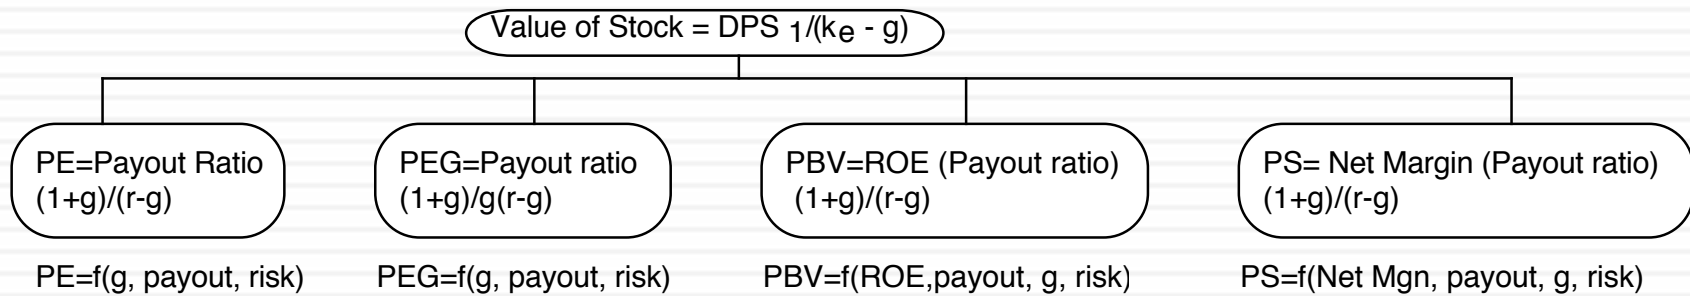 Value of Stock = DPS 1/(ke - g)
PE=Payout Ratio
(1+g)/(r-g)
PEG=Payout ratio
(1+g)/g(r-g)
PBV=ROE (Payout ratio)
(1+g)/(r-g)
PS= Net Margin (Payout ratio)
(1+g)/(r-g)
PE=f(g, payout, risk)
PEG=f(g, payout, risk)
PBV=f(ROE,payout, g, risk)
PS=f(Net Mgn, payout, g, risk)